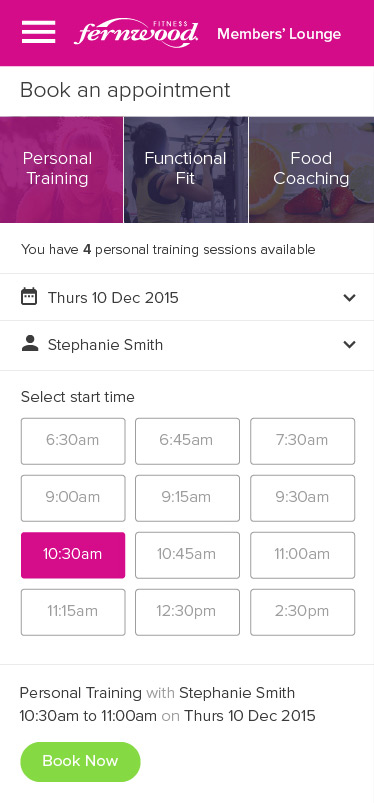 FITNESS
fernwood
Members' Lounge
Book an appointment
Personal
Training
Functional
Fit
Food
Coaching
You have 4 personal training sessions available
Thurs 10 Dec 2015
Stephanie Smith
Select start time
6:30am 6:45am 7:30am
9:00am 9:15am 9:30am
10:30am 10:45am 11:00am
11:15am 12:30pm 2:30pm
Personal Training with Stephanie Smith
10:30am to 11:00am on Thurs 10 Dec 2015
Book Now